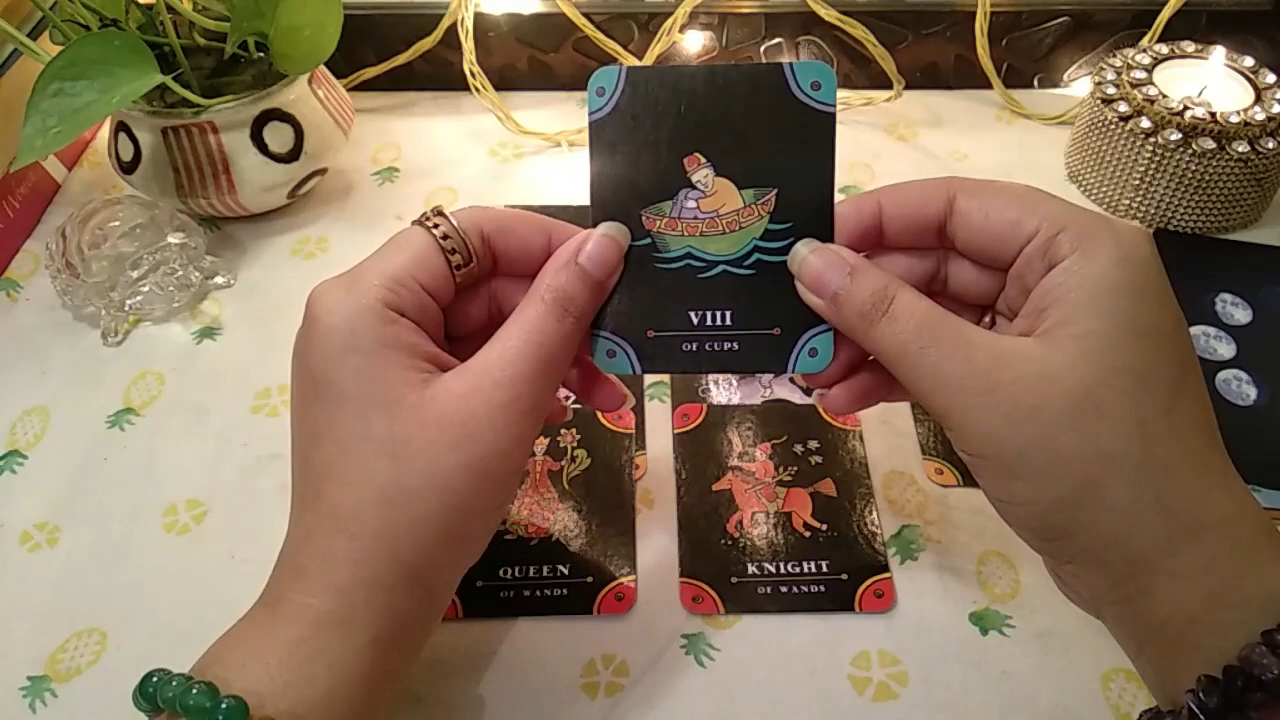 VIII
OF CUPS
QUEEN
OF WANDS
KNIGHT
OF WANDS